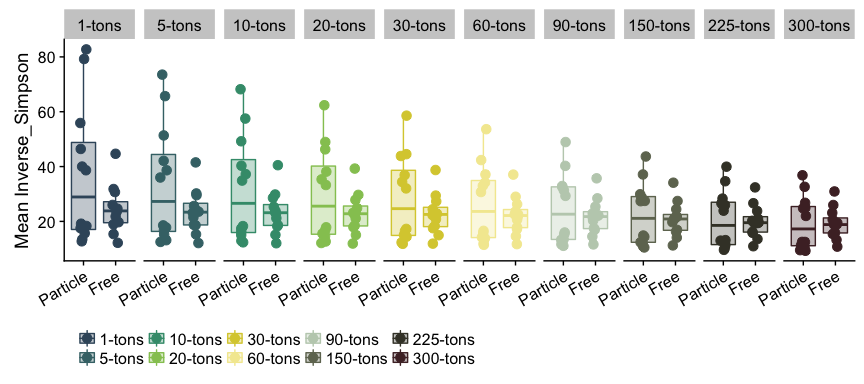 1-tons 5-tons 10-tons 20-tons 30-tons 60-tons 90-tons 150-tons 225-tons 300-tons
Mean Inverse_Simpson
80
60
40
20
Particle Free Particle Free Particle Free Particle Free Particle Free Particle Free Particle Free Particle Free Particle Free Particle Free
1-tons 10-tons 30-tons 90-tons 225-tons
5-tons 20-tons 60-tons 150-tons 300-tons